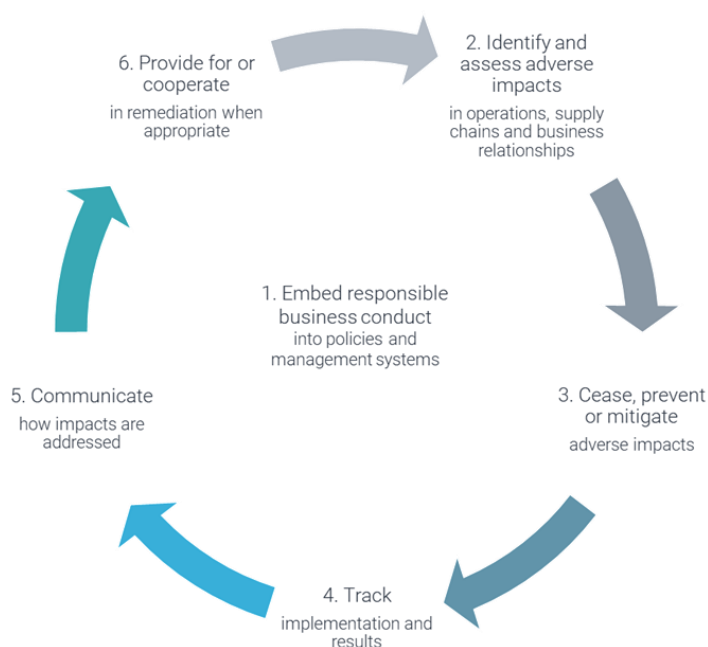 1. Embed responsible
business conduct
into policies and
management systems
2. Identify and
assess adverse
impacts
in operations, supply
chains and business
relationships
3. Cease, prevent
or mitigate
adverse impacts
4. Track
implementation and
results
5. Communicate
how impacts are
addressed
6. Provide for or
cooperate
in remediation when
appropriate